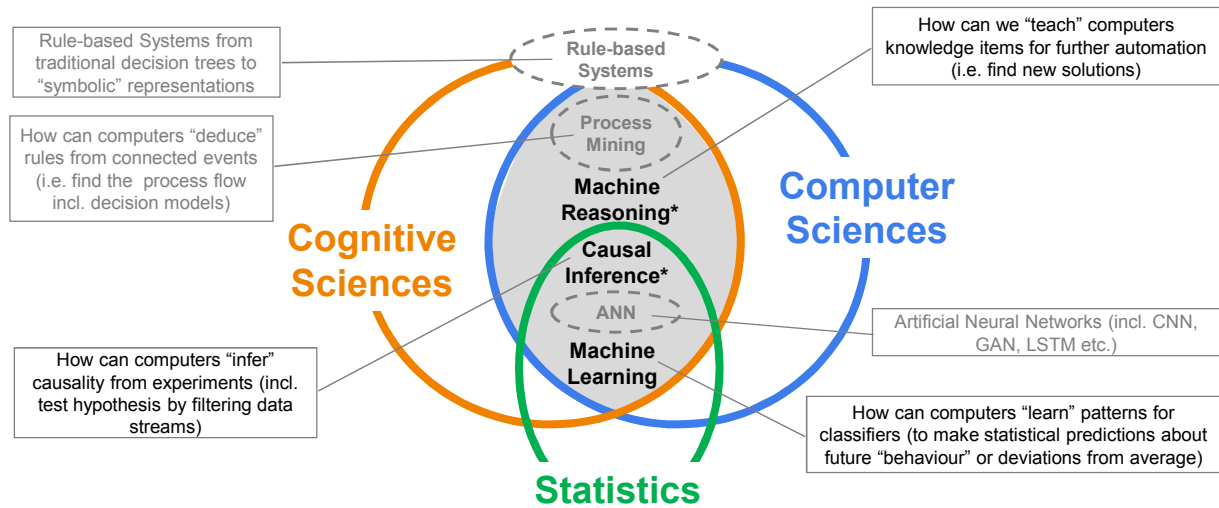 Rule-based Systems from
traditional decision trees to
“symbolic” representations
Rule-based
Systems
How can we “teach” computers
knowledge items for further automation
(i.e. find new solutions)
How can computers “deduce”
rules from connected events
(i.e. find the process flow
incl. decision models)
Process
Mining
Machine
Reasoning*
Computer
Sciences
Cognitive
Sciences
Causal
Inference*
ANN
Artificial Neural Networks (incl. CNN,
GAN, LSTM etc.)
How can computers “infer”
causality from experiments (incl.
test hypothesis by filtering data
streams)
Machine
Learning
How can computers “learn” patterns for
classifiers (to make statistical predictions about
future “behaviour” or deviations from average)
Statistics